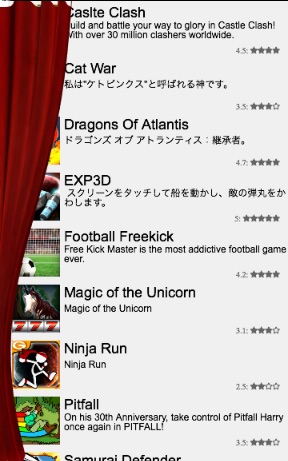 Caslte Clash
Build and battle your way to glory in Castle Clash!
With over 30 million clashers worldwide.
4.5: ★★★★
Cat War
私は"ケトピンクス"と呼ばれる神です。
3.5: ★★★☆
Dragons Of Atlantis
ドラゴンズ オブ アトランティス：継承者。
4.7: ★★★★
EXP3D
スクリーンをタッチして船を動かし、敵の弾丸をか
わします。
5: ★★★★★
Football Freekick
Free Kick Master is the most addictive football game
ever.
4.2: ★★★★
Magic of the Unicorn
Magic of the Unicorn
777
3.1: ★★★☆
Ninja Run
Ninja Run
2.5: ★★☆☆
Pitfall
On his 30th Anniversary, take control of Pitfall Harry
once again in PITFALL!
3.5: ★★★☆
Samurai Defender